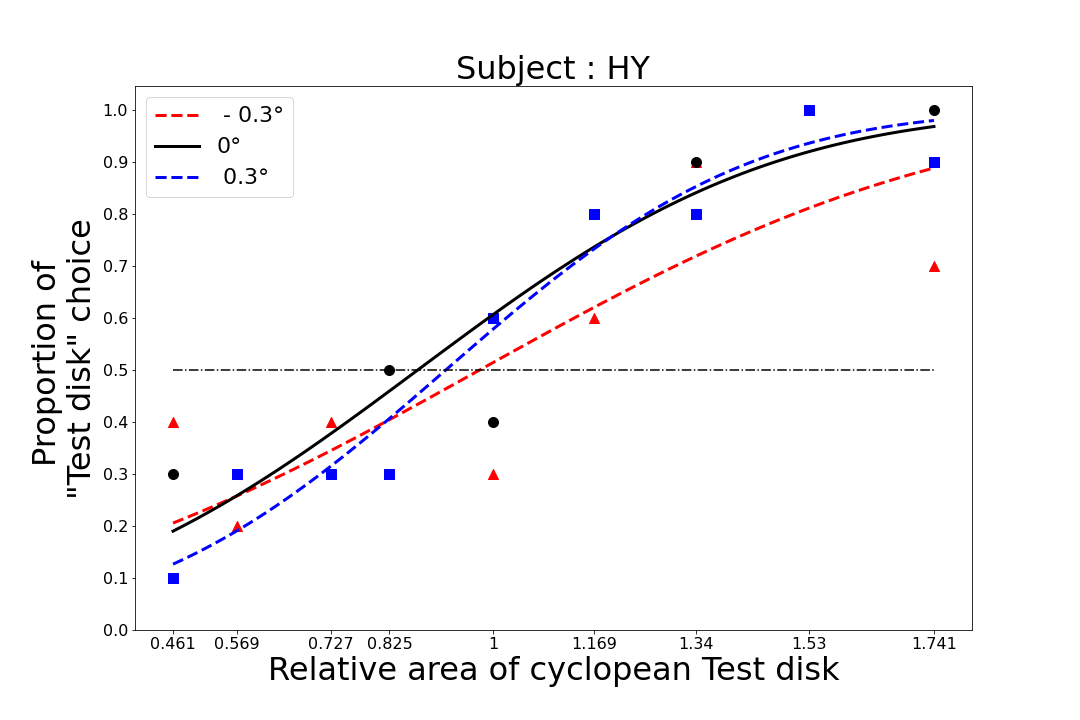 Subject : HY
- 0.3°
0°
0.3°
1.0
0.9
0.8
0.7
0.6
0.5
0.4
0.3
0.2
0.1
0.0
Proportion of
"Test disk" choice
0.461 0.569 0.727 0.825 1 1.169 1.34 1.53 1.741
Relative area of cyclopean Test disk